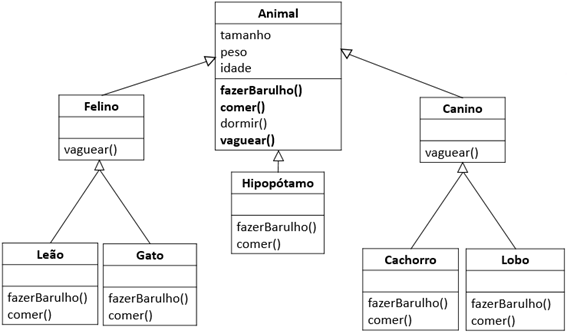 Animal
tamanho
peso
idade
fazerBarulho()
comer()
dormir()
vaguear()
Felino
vaguear()
Canino
vaguear()
Hipopótamo
fazerBarulho()
comer()
Leão
fazerBarulho()
comer()
Gato
fazerBarulho()
comer()
Cachorro
fazerBarulho()
comer()
Lobo
fazerBarulho()
comer()